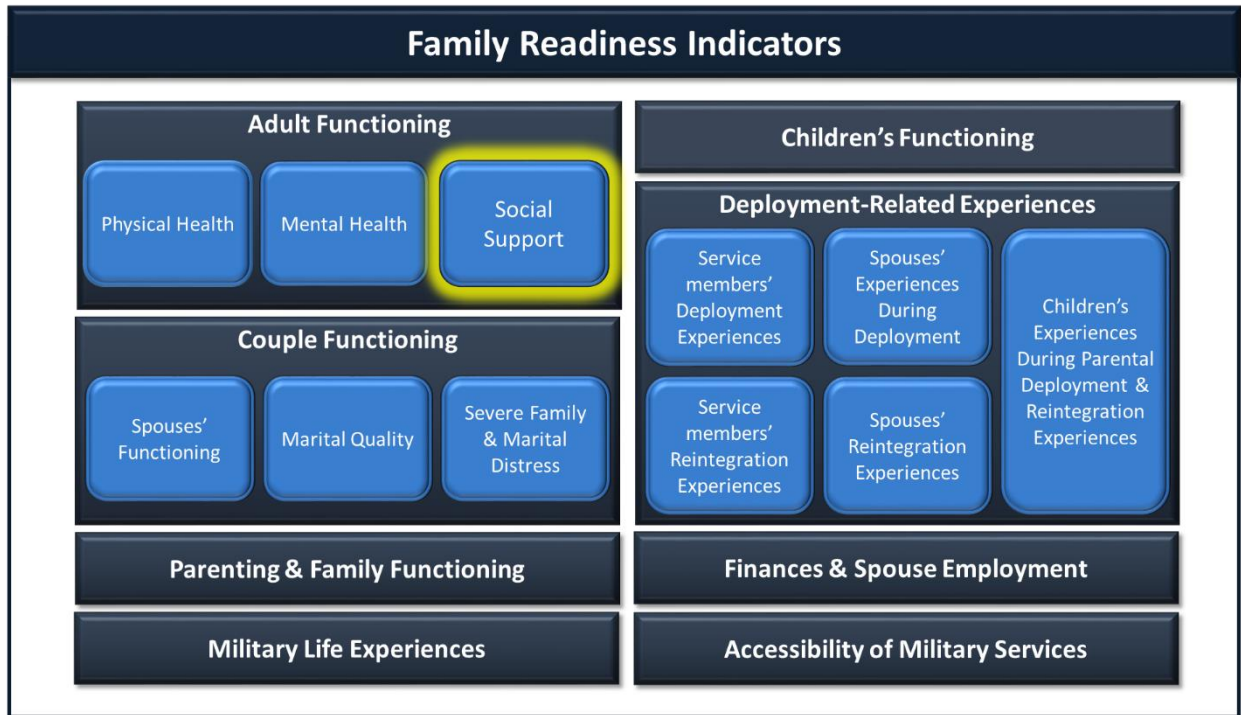 Family Readiness Indicators
Adult Functioning
Physical Health
Mental Health
Social
Support
Couple Functioning
Spouses’
Functioning
Marital Quality
Severe Family
& Marital
Distress
Parenting & Family Functioning
Military Life Experiences
Children’s Functioning
Deployment-Related Experiences
Service
members’
Deployment
Experiences
Spouses’
Experiences
During
Deployment
Service
members’
Reintegration
Experiences
Spouses’
Reintegration
Experiences
Children’s
Experiences
During Parental
Deployment &
Reintegration
Experiences
Finances & Spouse Employment
Accessibility of Military Services